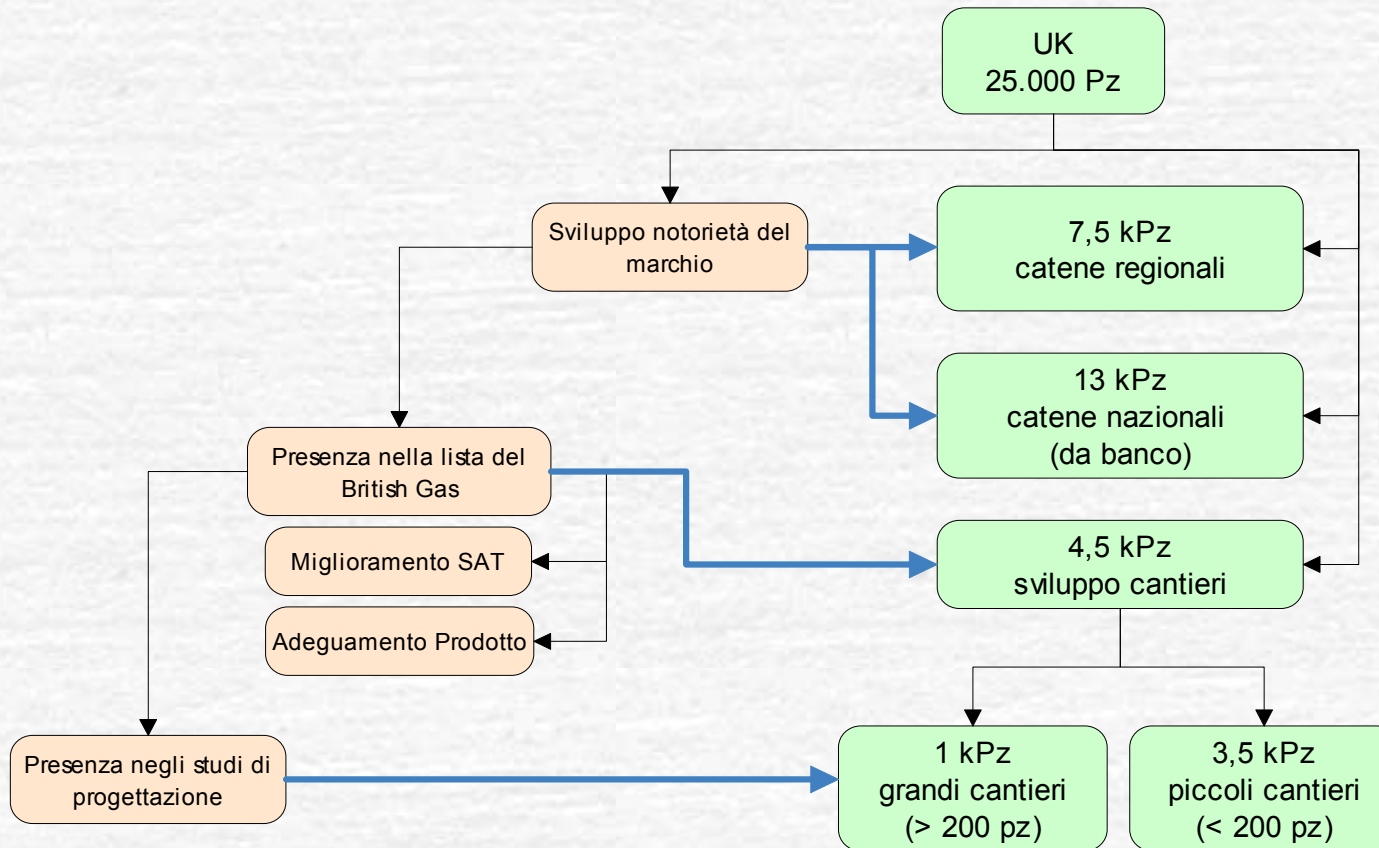 UK
25.000 Pz
Sviluppo notorietà del
marchio
7,5 kPz
catene regionali
13 kPz
catene nazionali
(da banco)
Presenza nella lista del
British Gas
Miglioramento SAT
Adeguamento Prodotto
4,5 kPz
sviluppo cantieri
Presenza negli studi di
progettazione
1 kPz
grandi cantieri
(> 200 pz)
3,5 kPz
piccoli cantieri
(< 200 pz)